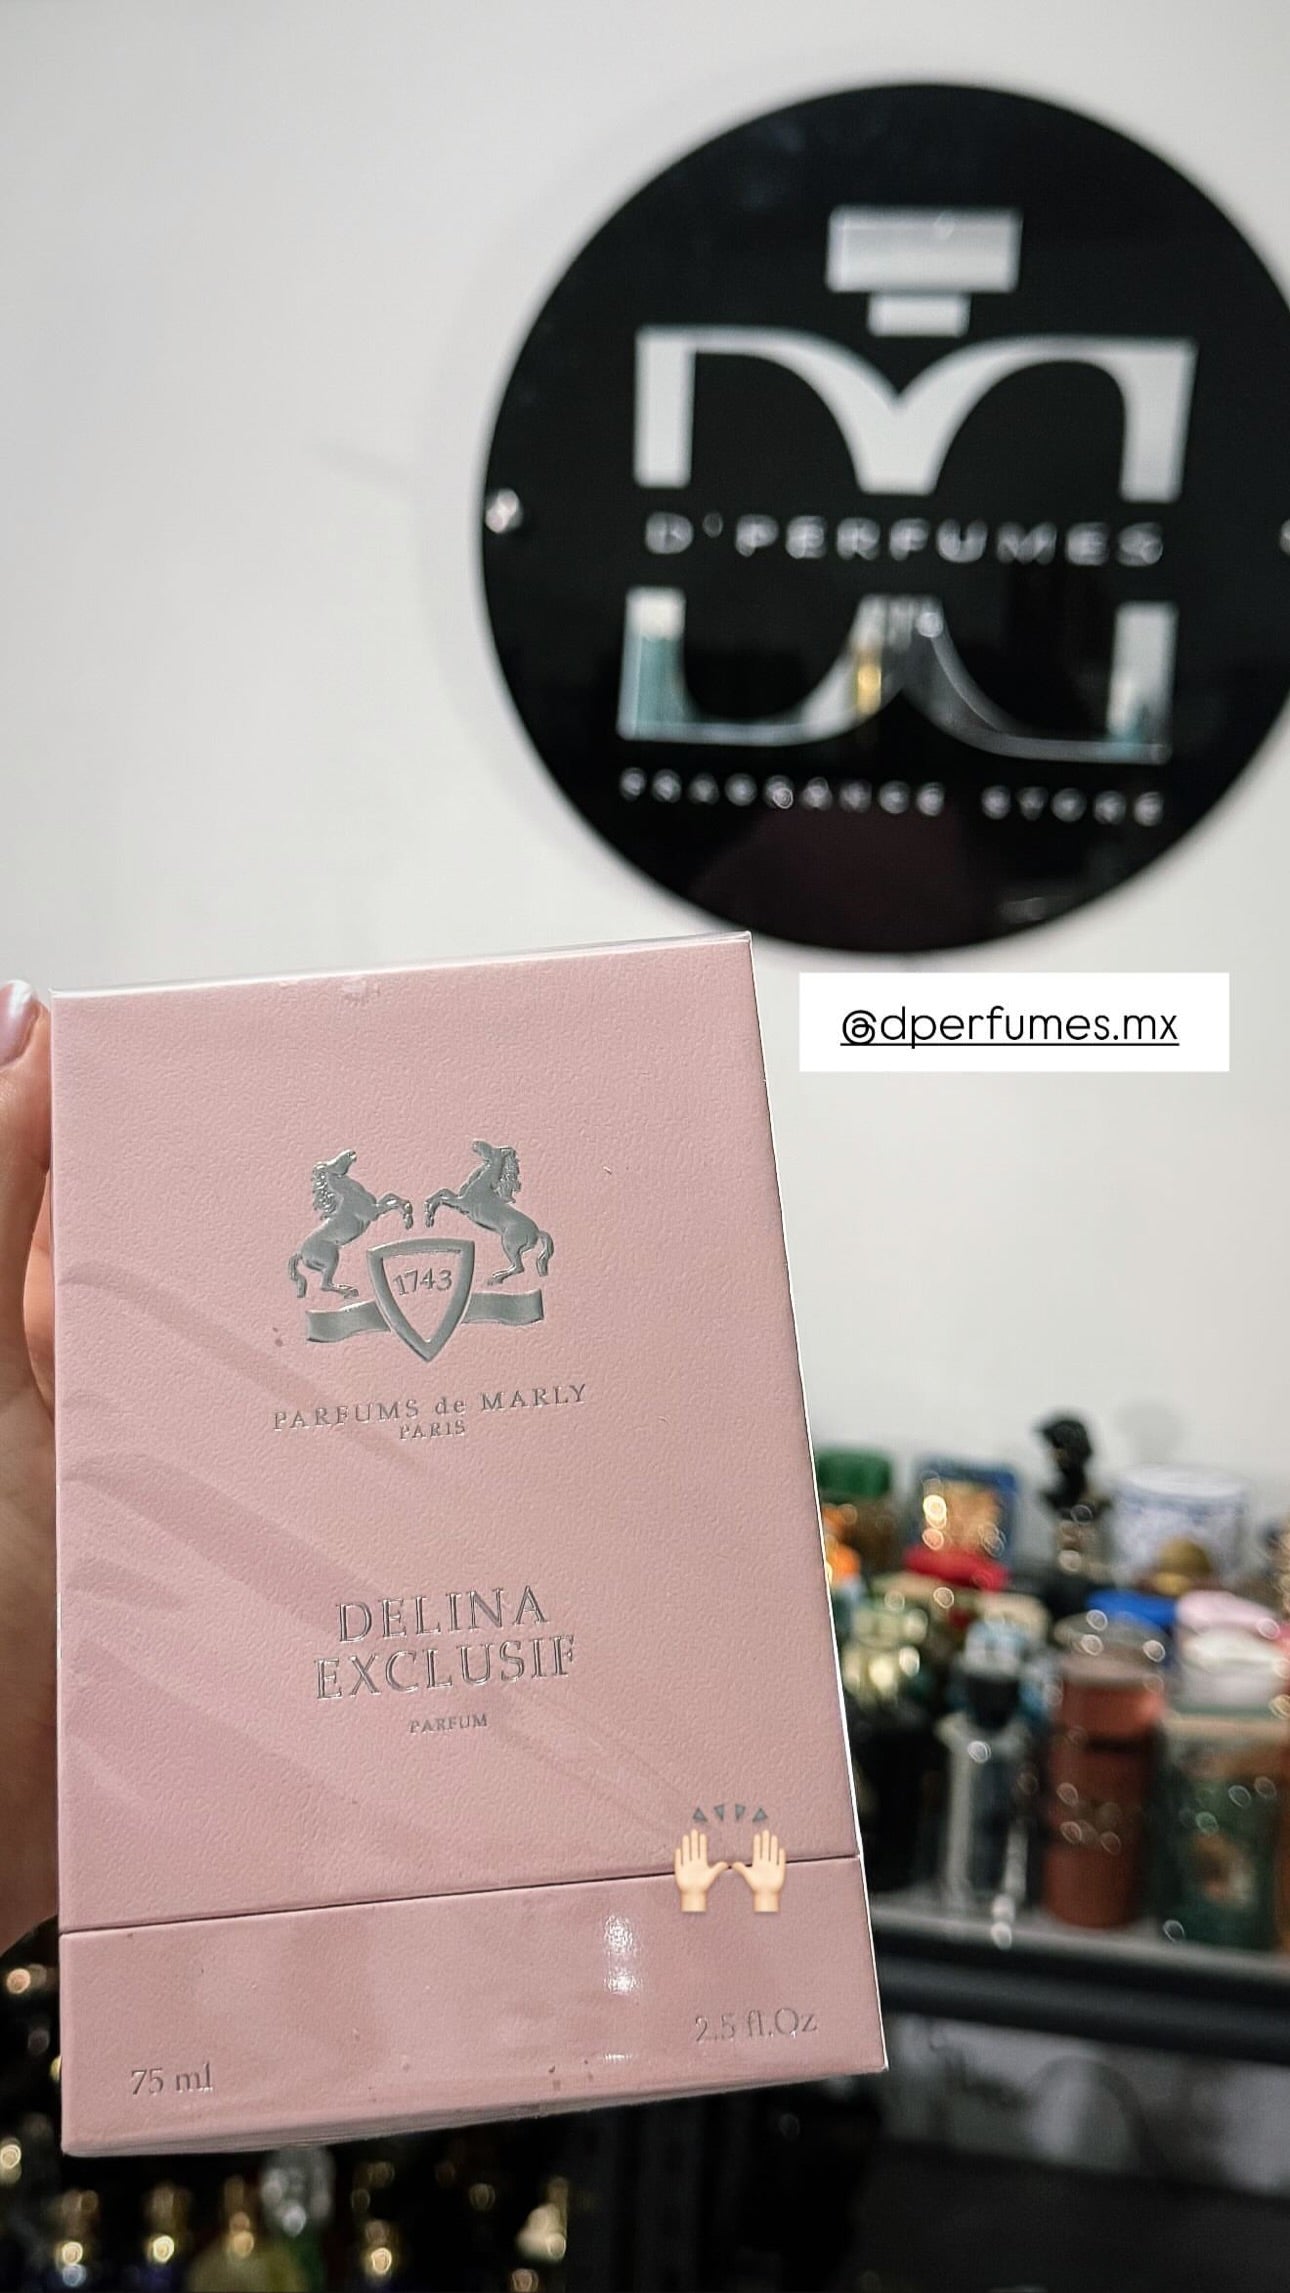 D'PERFUMES
FRAGRANCE STORE
@dperfumes.mx
1743
PARFUMS de MARLY
PARIS
DELINA
EXCLUSIF
PARFUM
75 ml
2.5 fl.Oz